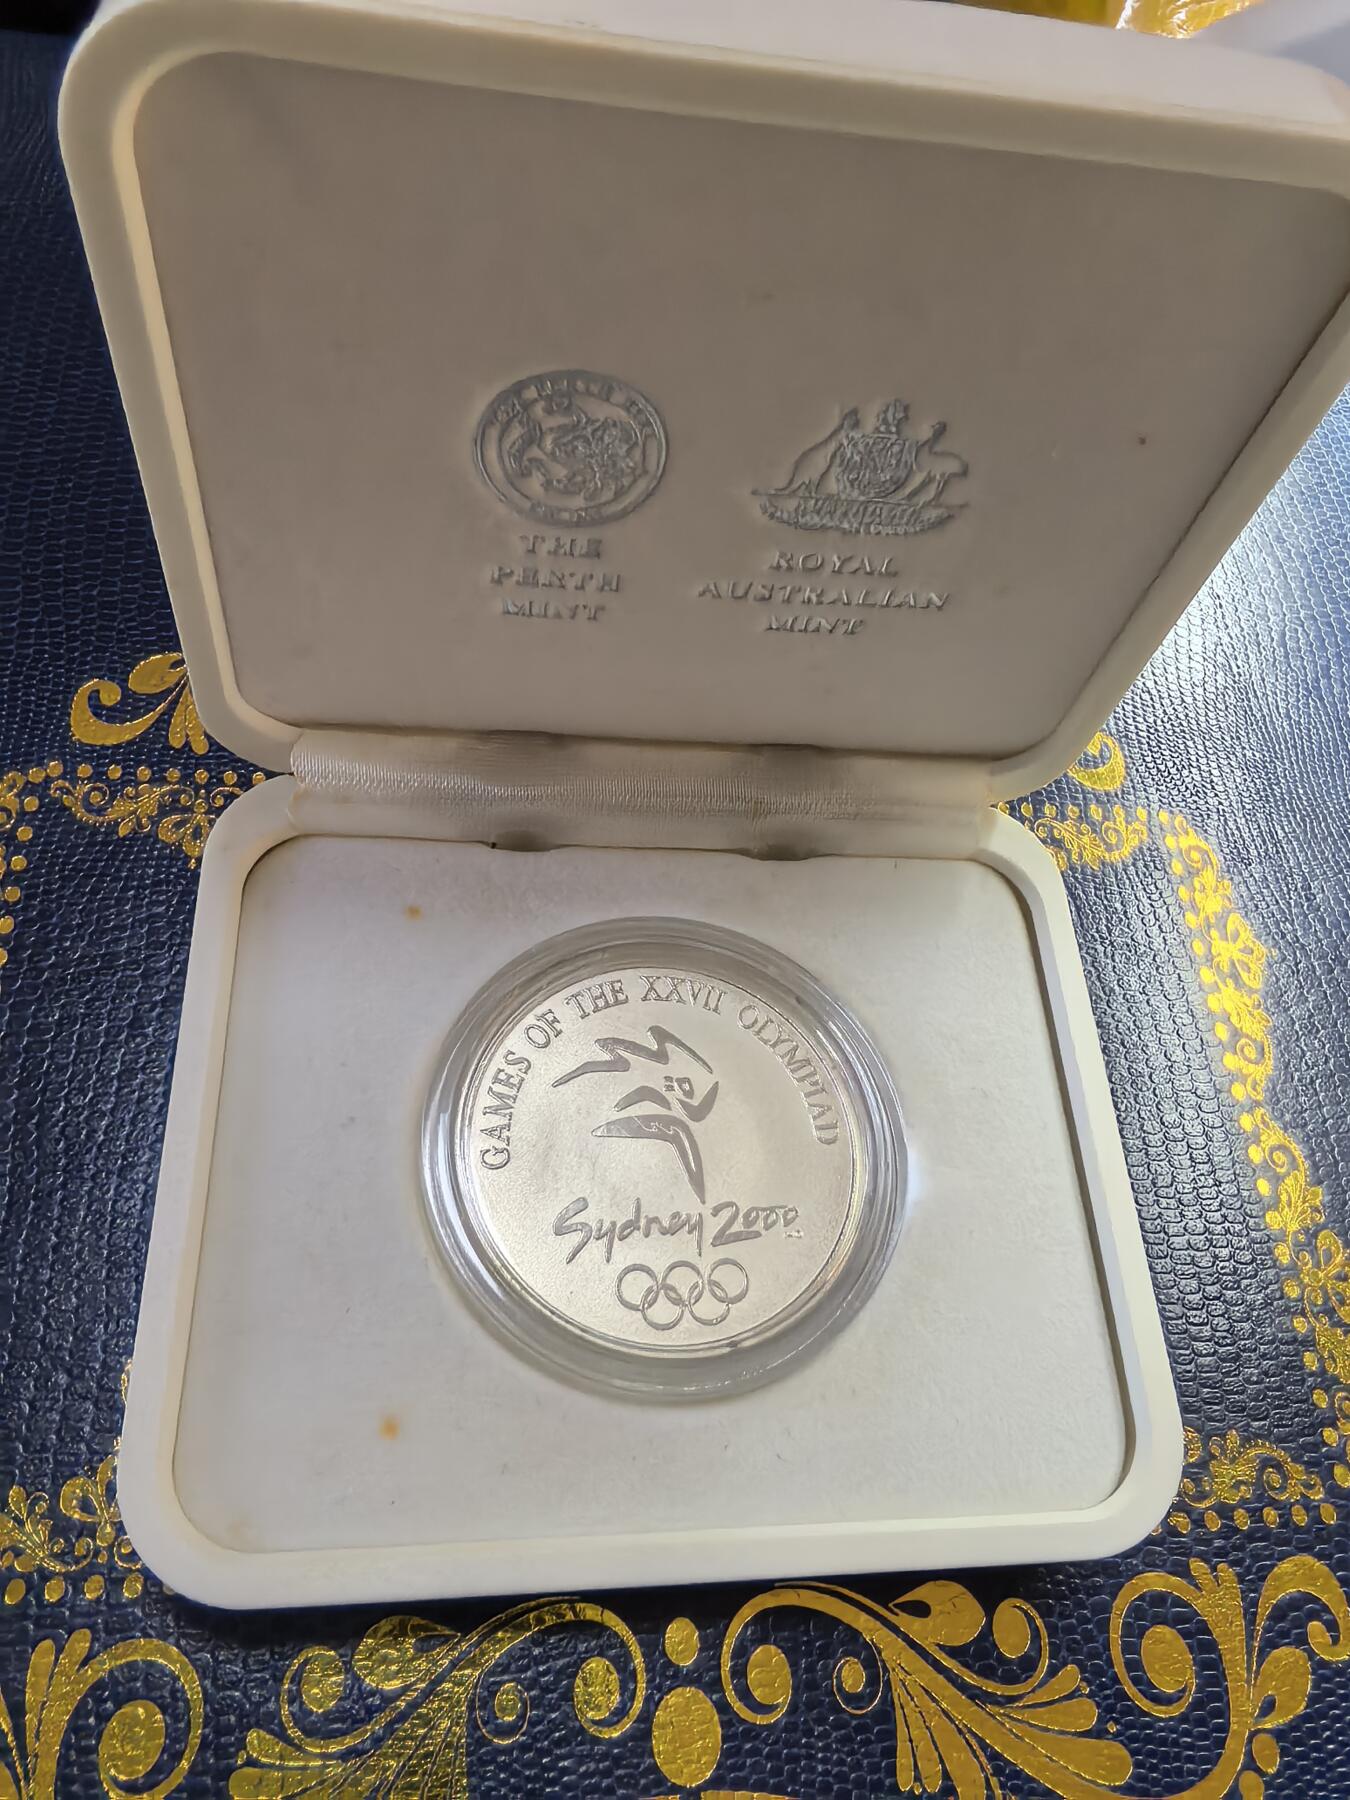 THE
PERTH
MINT
ROYAL
AUSTRALIAN
MINT
GAMES OF THE XXVII OLYMPIAD
Sydney 2000